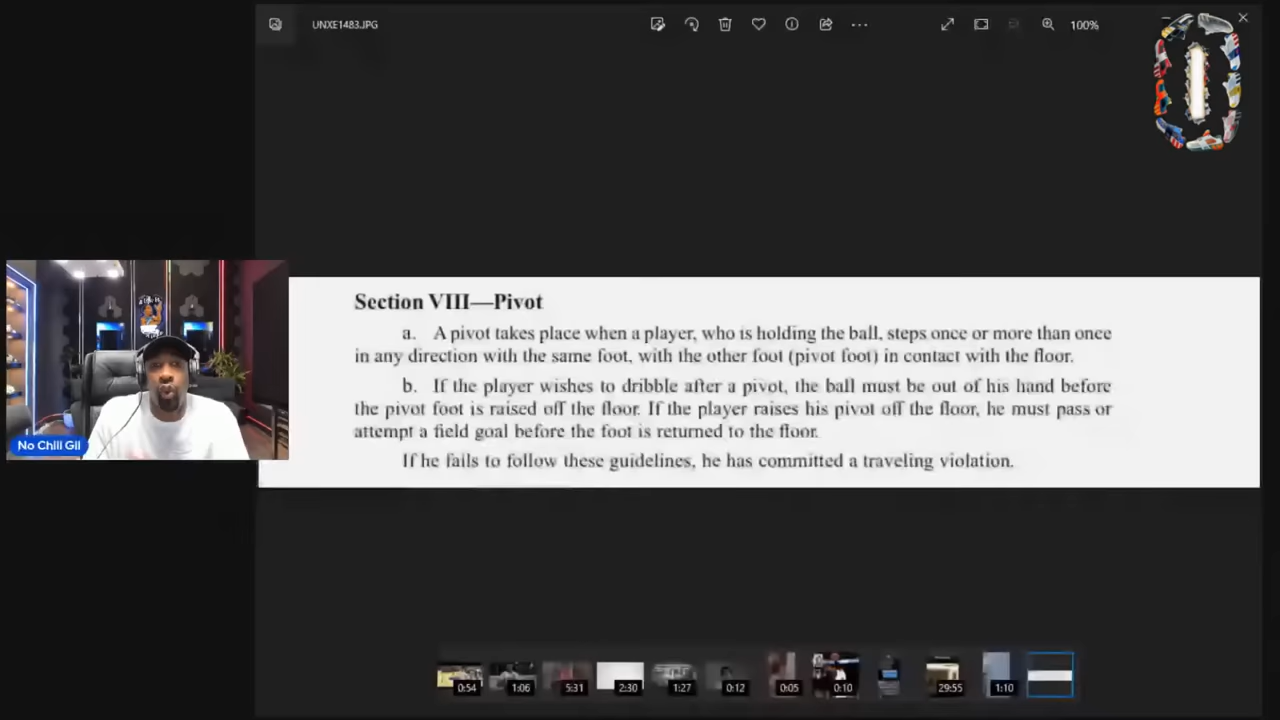 UNXE1483.JPG
100%
Section VIII—Pivot
a. A pivot takes place when a player, who is holding the ball, steps once or more than once
in any direction with the same foot, with the other foot (pivot foot) in contact with the floor.
b. If the player wishes to dribble after a pivot, the ball must be out of his hand before
the pivot foot is raised off the floor. If the player raises his pivot off the floor, he must pass or
attempt a field goal before the foot is returned to the floor.
If he fails to follow these guidelines, he has committed a traveling violation.
No Chill Gil
0:54 1:06 5:31 2:30 1:27 0:12 0:05 0:10 29:55 1:10